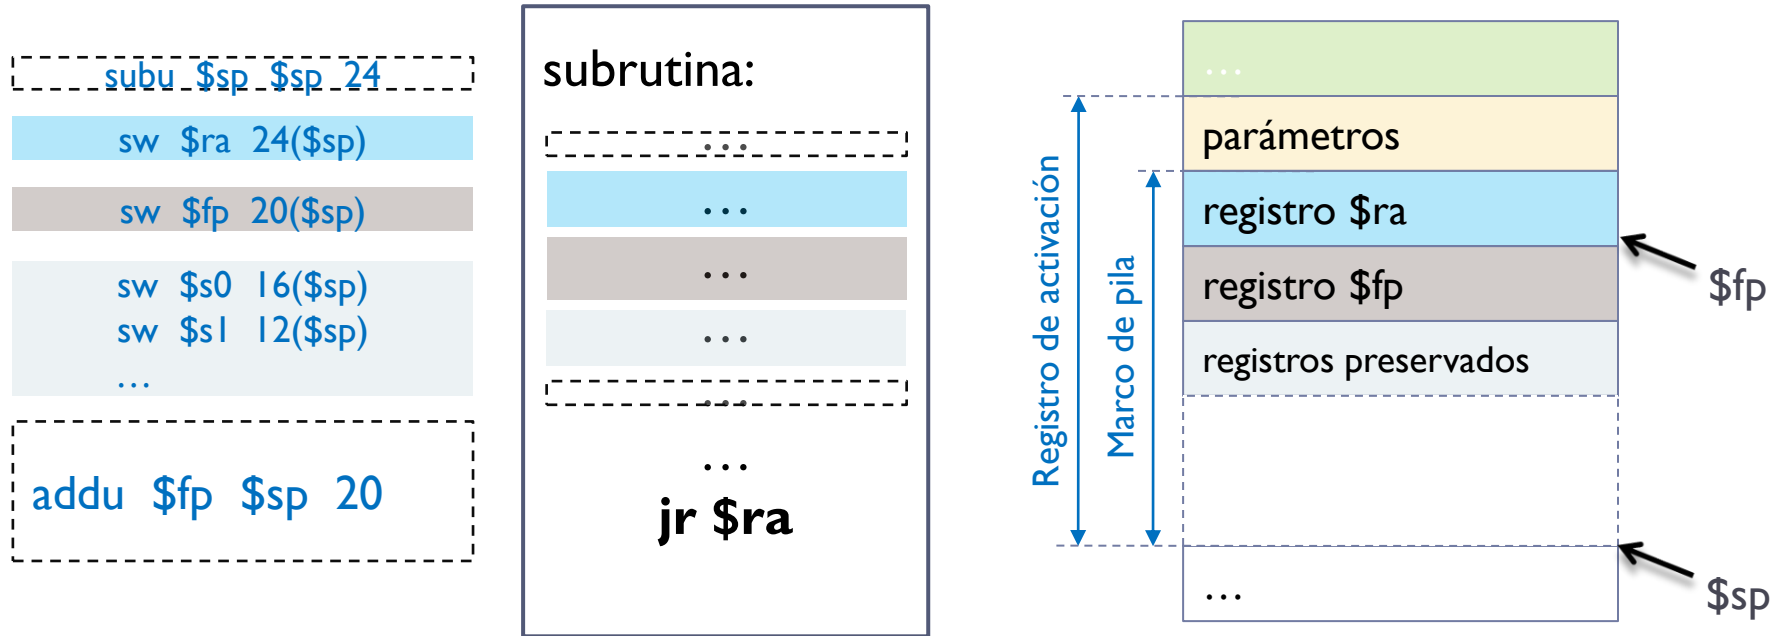 subu $sp $sp 24
sw $ra 24($sp)
sw $fp 20($sp)
sw $s0 16($sp)
sw $s1 12($sp)
...
addu $fp $sp 20
subrutina:
...
...
...
...
...
...
jr $ra
Registro de activación
Marco de pila
...
parámetros
registro $ra
registro $fp
registros preservados
...
$fp
$sp